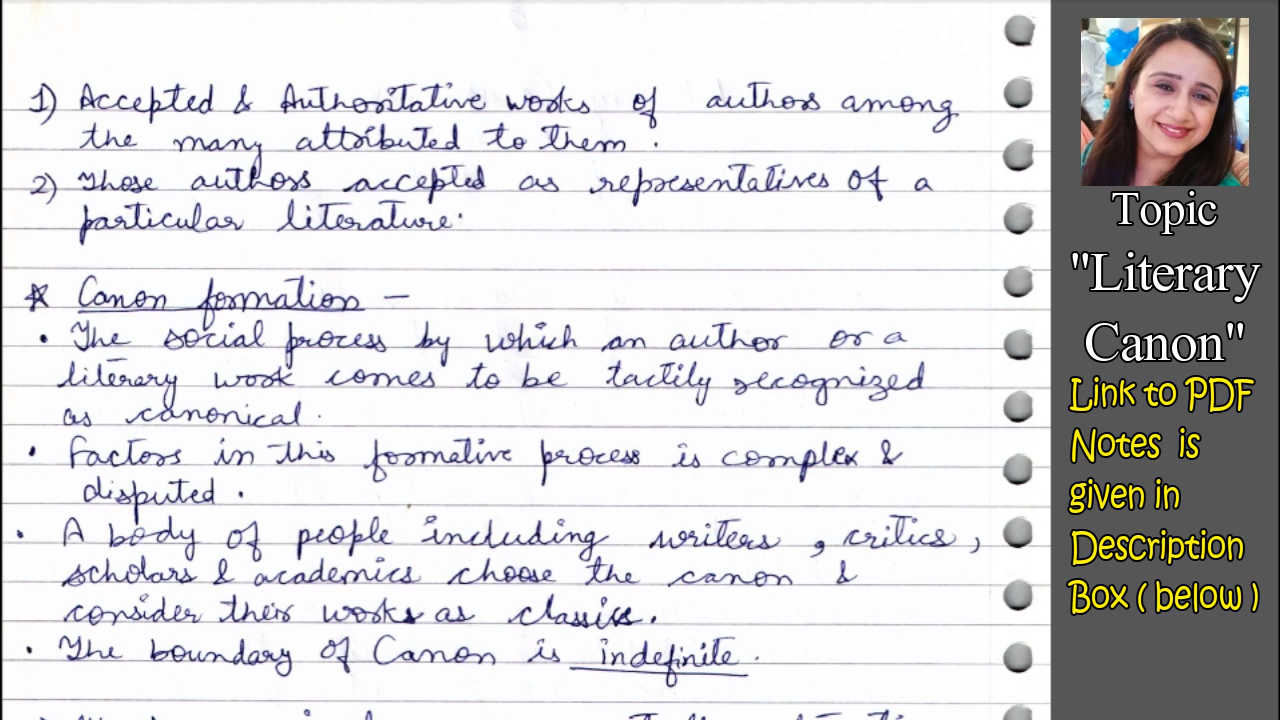 1) Accepted & Authoritative works of authors among
the many attributed to them.
2) Those authors accepted as representatives of a
particular literature.
☆ Canon formation –
• The social process by which an author or a
literary work comes to be tactily recognized
as canonical.
• Factors in this formative process is complex &
disputed.
• A body of people including writers, critics,
scholars & academics choose the canon &
consider their works as classics.
• The boundary of Canon is indefinite.
Topic
"Literary
Canon"
Link to PDF
Notes is
given in
Description
Box ( below )